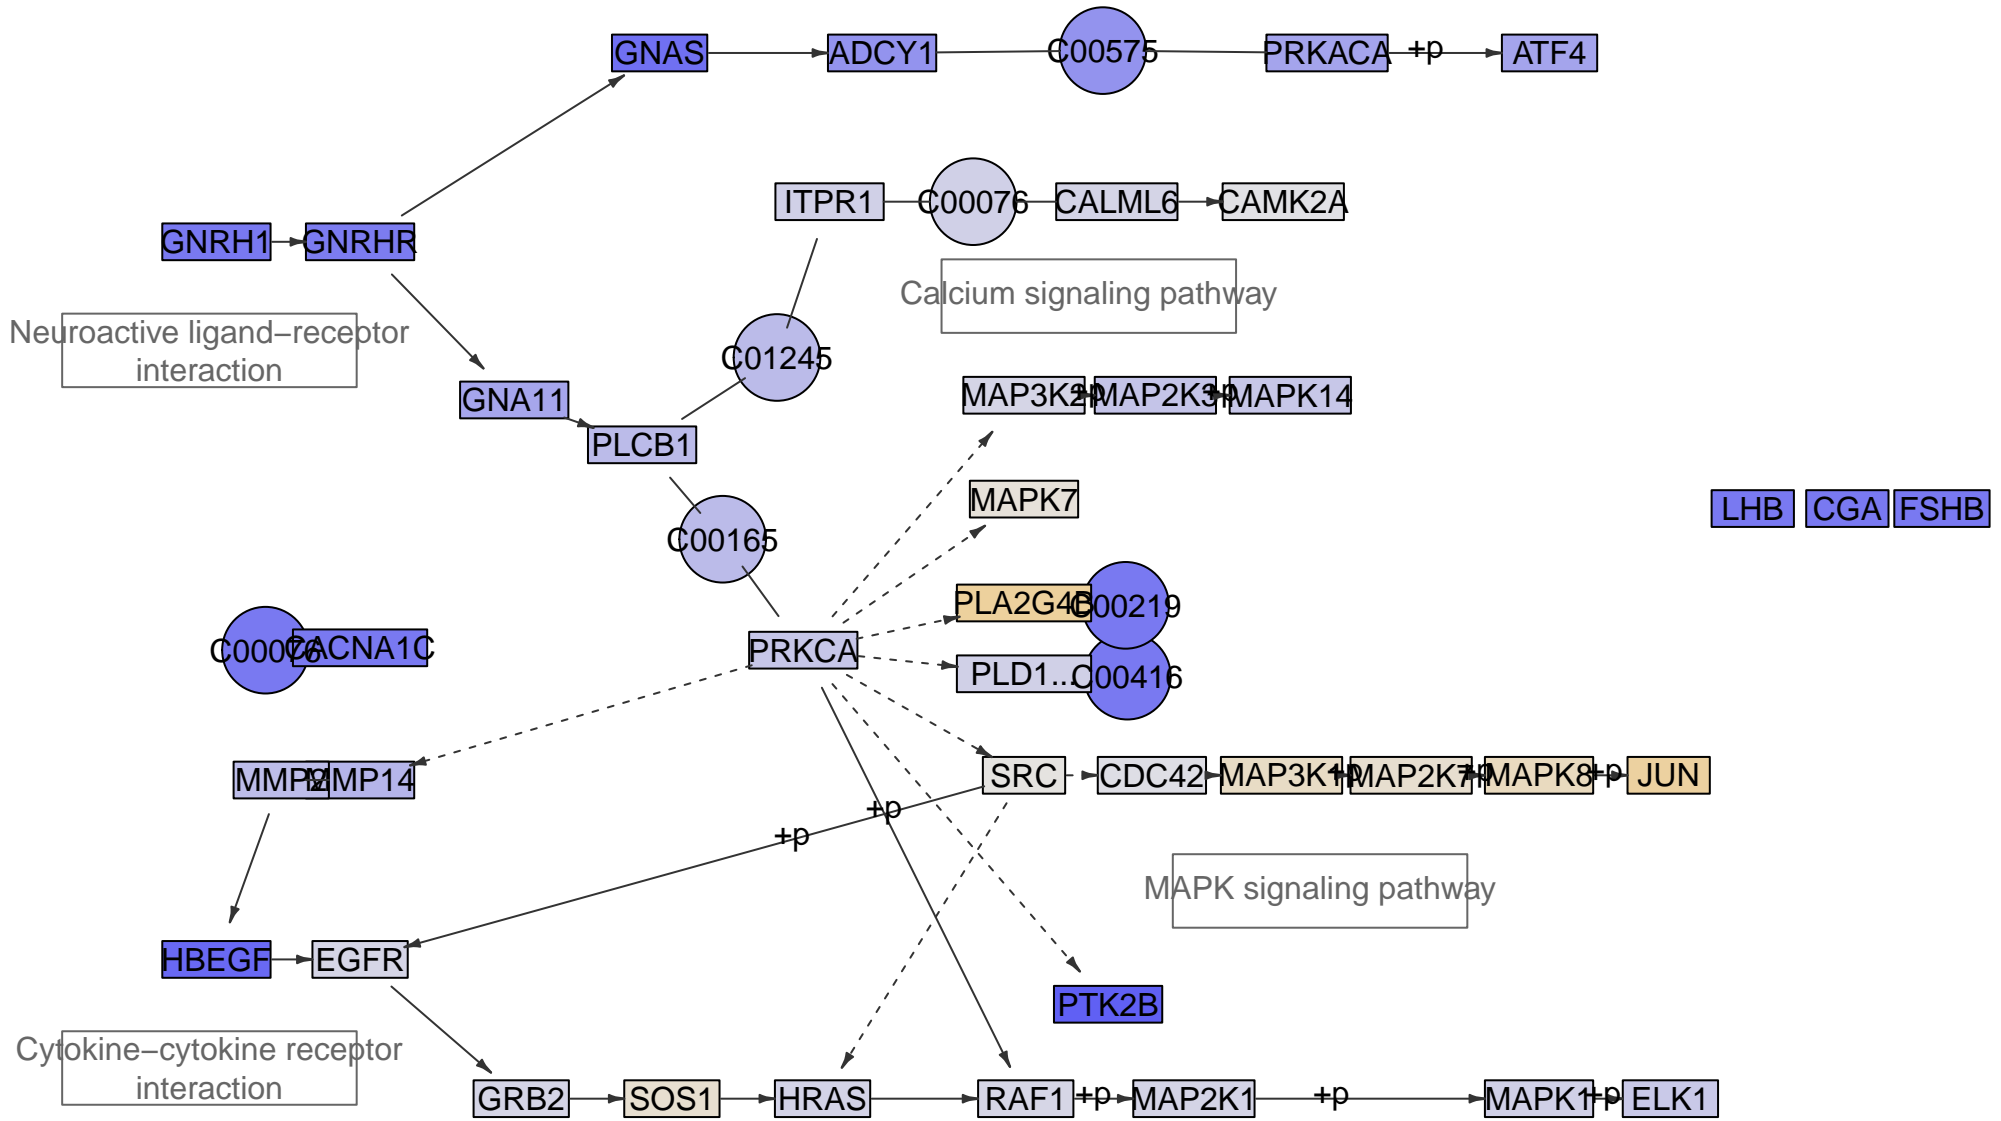 GNAS
ADCY1
C00575
PRKACA
+p
ATF4
ITPR1
C00076
CALML6
CAMK2A
GNRH1
GNRHR
Calcium signaling pathway
Neuroactive ligand–receptor
interaction
C01245
GNA11
MAP3K2
+p
MAP2K3
+p
MAPK14
PLCB1
MAPK7
LHB
CGA
FSHB
C00165
PLA2G4B
C00219
C00076
CACNA1C
PRKCA
PLD1...
C00416
MMP2
MMP14
SRC
CDC42
MAP3K1
+p
MAP2K7
+p
MAPK8
+p
JUN
+p
+p
MAPK signaling pathway
HBEGF
EGFR
PTK2B
Cytokine–cytokine receptor
interaction
GRB2
SOS1
HRAS
RAF1
+p
MAP2K1
+p
MAPK1
+p
ELK1